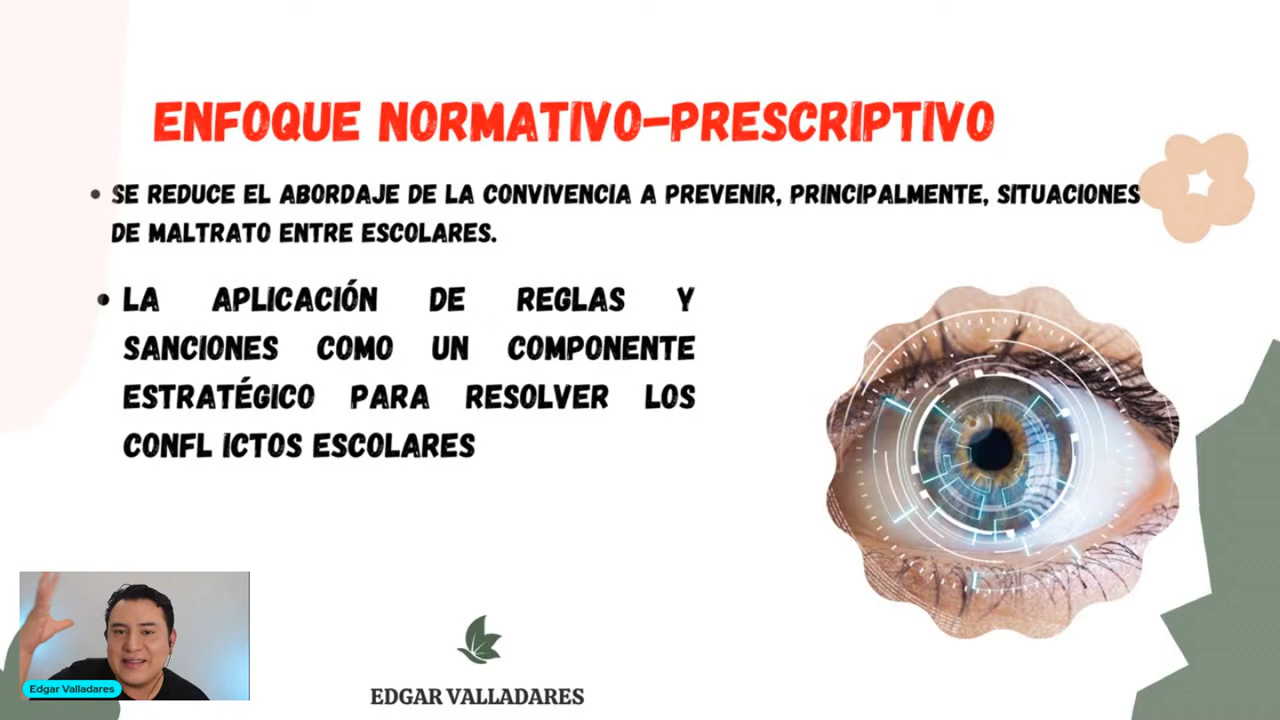 ENFOQUE NORMATIVO-PRESCRIPTIVO
• SE REDUCE EL ABORDAJE DE LA CONVIVENCIA A PREVENIR, PRINCIPALMENTE, SITUACIONES
DE MALTRATO ENTRE ESCOLARES.
• LA APLICACIÓN DE REGLAS Y
SANCIONES COMO UN COMPONENTE
ESTRATÉGICO PARA RESOLVER LOS
CONFL ICTOS ESCOLARES
Edgar Valladares
EDGAR VALLADARES